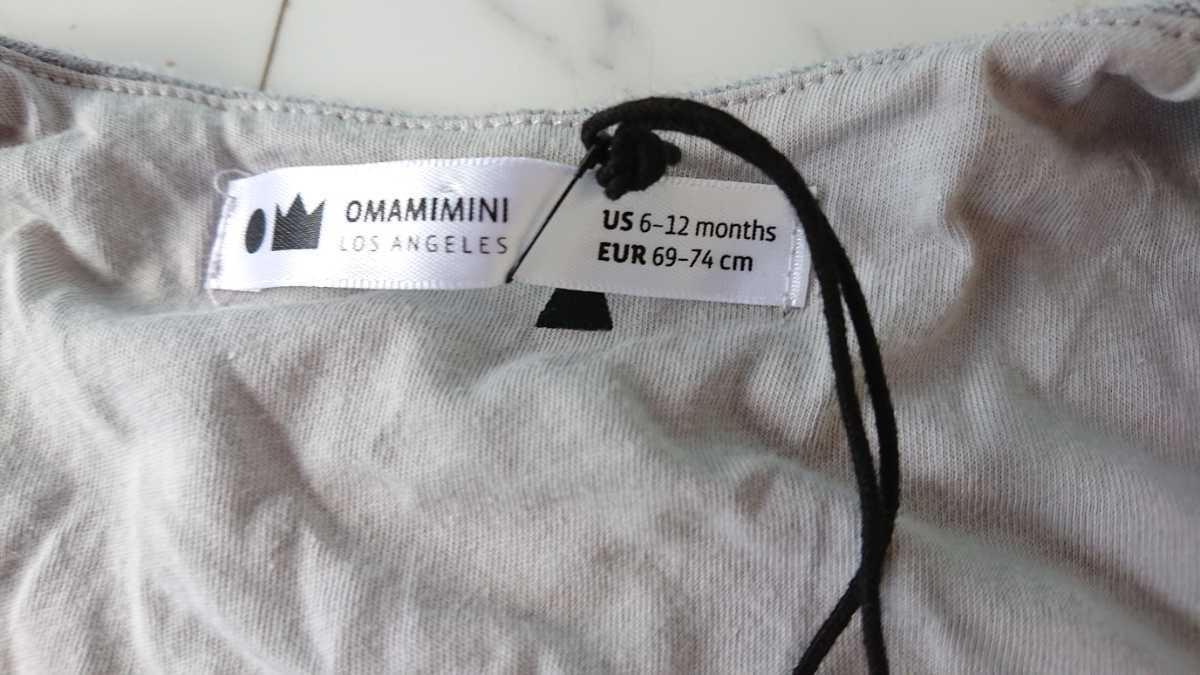 OMAMIMINI
LOS ANGELES
US 6–12 months
EUR 69–74 cm